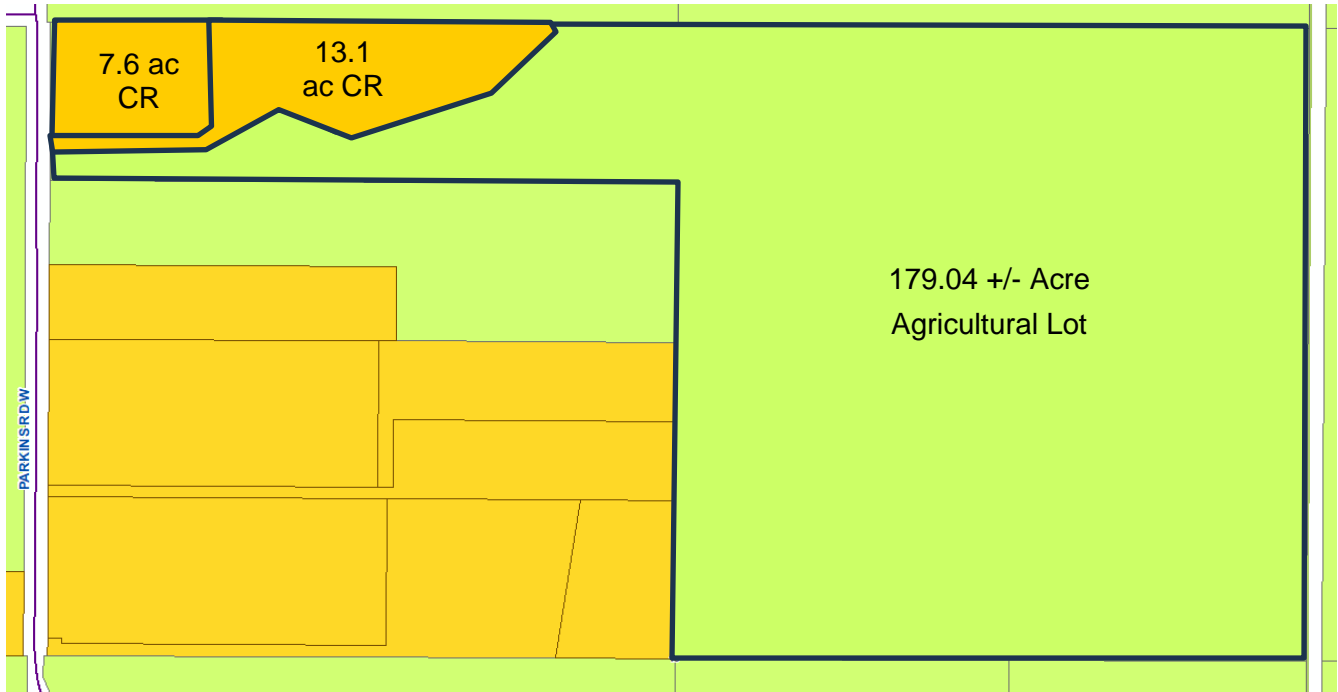 7.6 ac
CR
13.1
ac CR
179.04 +/- Acre
Agricultural Lot
PARKINS RD W